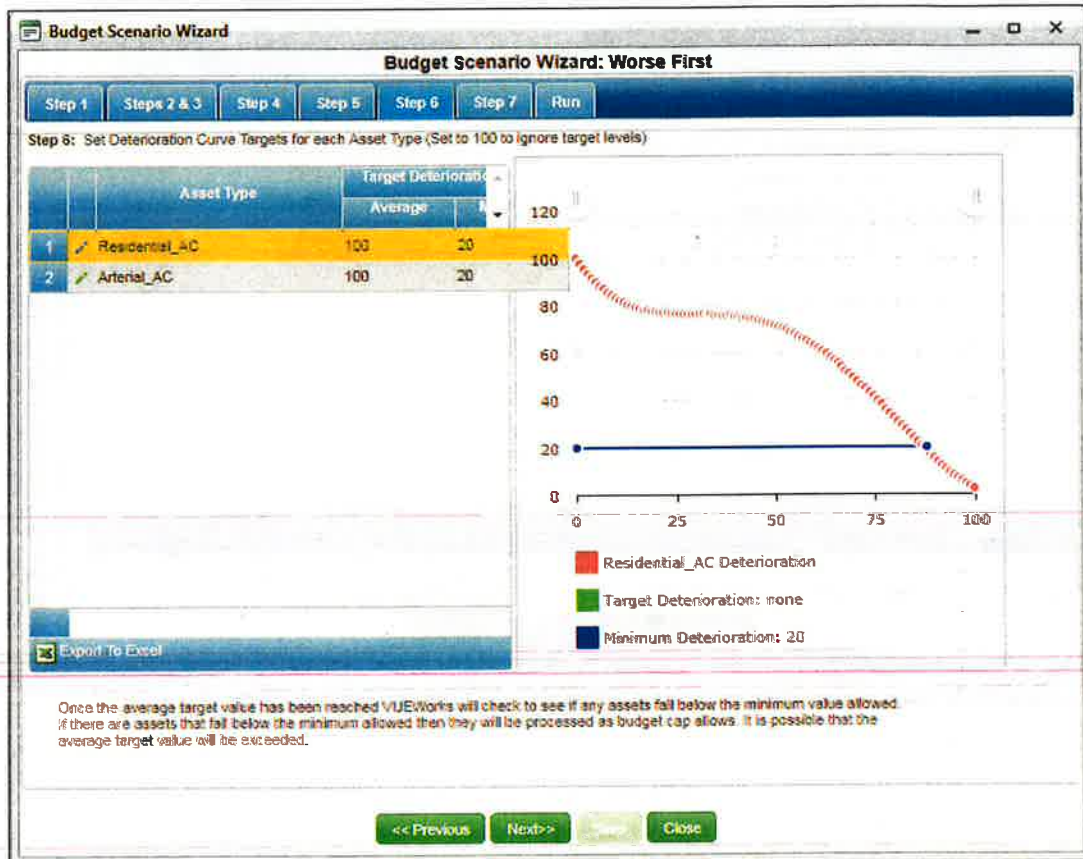 Budget Scenario Wizard
Budget Scenario Wizard: Worse First
Step 1 Steps 2 & 3 Step 4 Step 5 Step 6 Step 7 Run
Step 6: Set Deterioration Curve Targets for each Asset Type (Set to 100 to ignore target levels)
Asset Type
Target Deterioratic
Average M
1 Residential_AC 100 20
2 Arterial_AC 100 20
120
100
80
60
40
20
0
0 25 50 75 100
Residential_AC Deterioration
Target Deterioration: none
Minimum Deterioration: 20
Export To Excel
Once the average target value has been reached VUEWorks will check to see if any assets fall below the minimum value allowed.
If there are assets that fall below the minimum allowed then they will be processed as budget cap allows. It is possible that the
average target value will be exceeded.
<< Previous Next>> Save Close